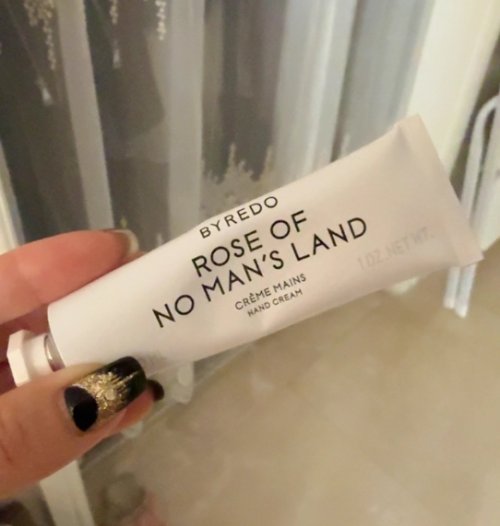 BYREDO
ROSE OF
NO MAN'S LAND
CRÈME MAINS
HAND CREAM
1 OZ. NET WT.